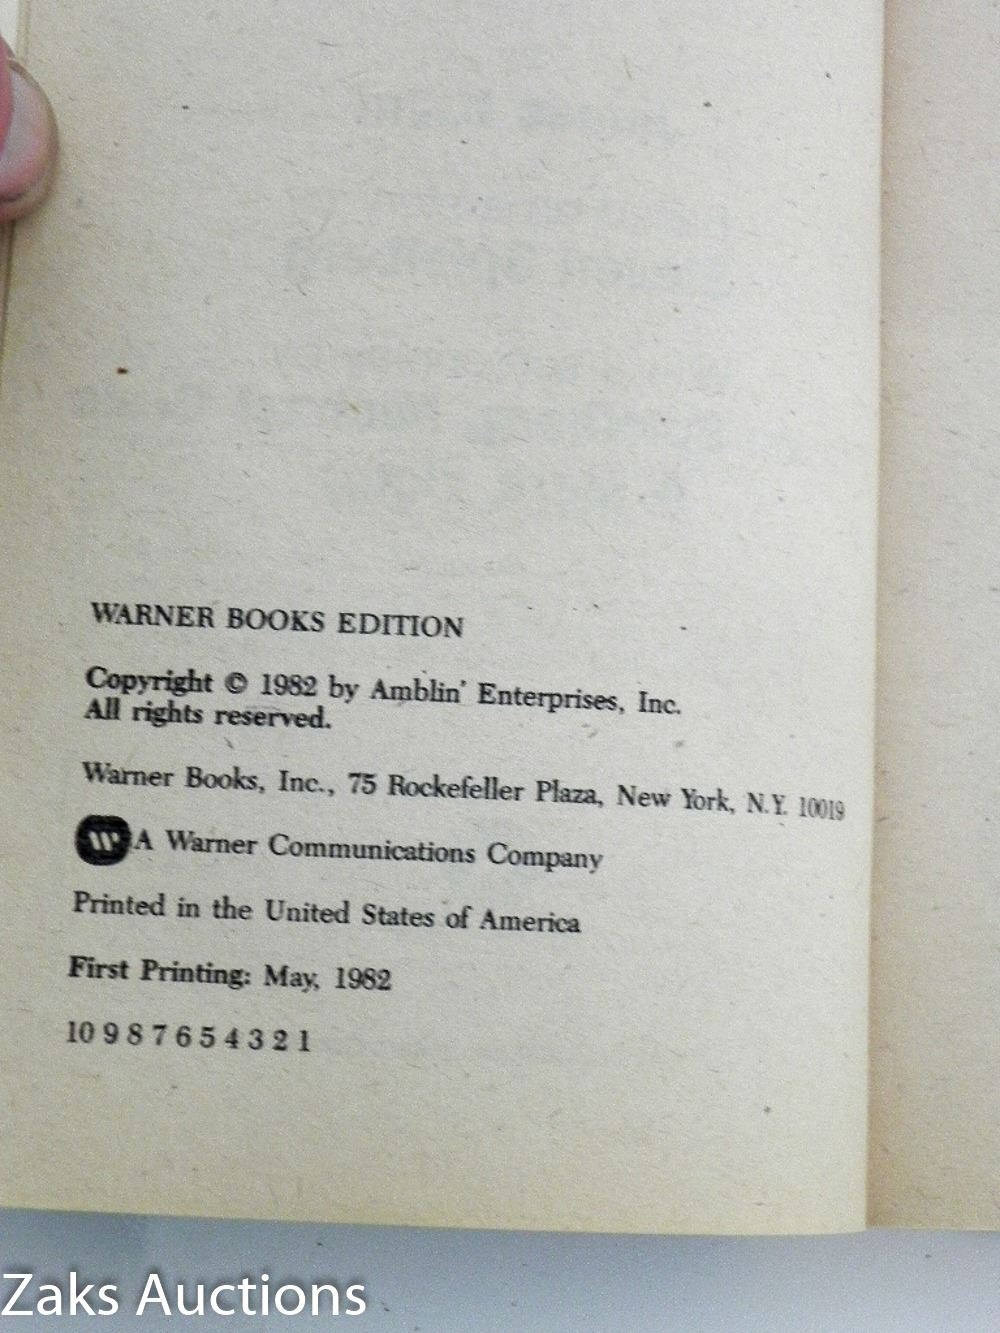 WARNER BOOKS EDITION
Copyright © 1982 by Amblin' Enterprises, Inc.
All rights reserved.
Warner Books, Inc., 75 Rockefeller Plaza, New York, N.Y. 10019
W A Warner Communications Company
Printed in the United States of America
First Printing: May, 1982
10 9 8 7 6 5 4 3 2 1
Zaks Auctions